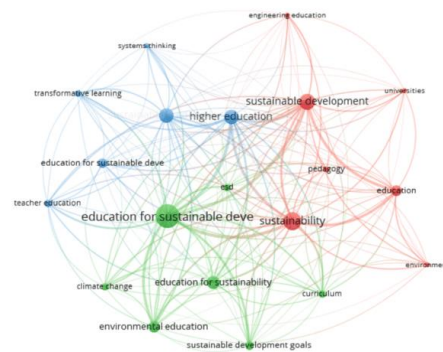 engineering education
systems thinking
transformative learning
universities
sustainable development
higher education
education for sustainable deve
pedagogy
esd
education
teacher education
education for sustainable deve
sustainability
environme
climate change
education for sustainability
curriculum
environmental education
sustainable development goals